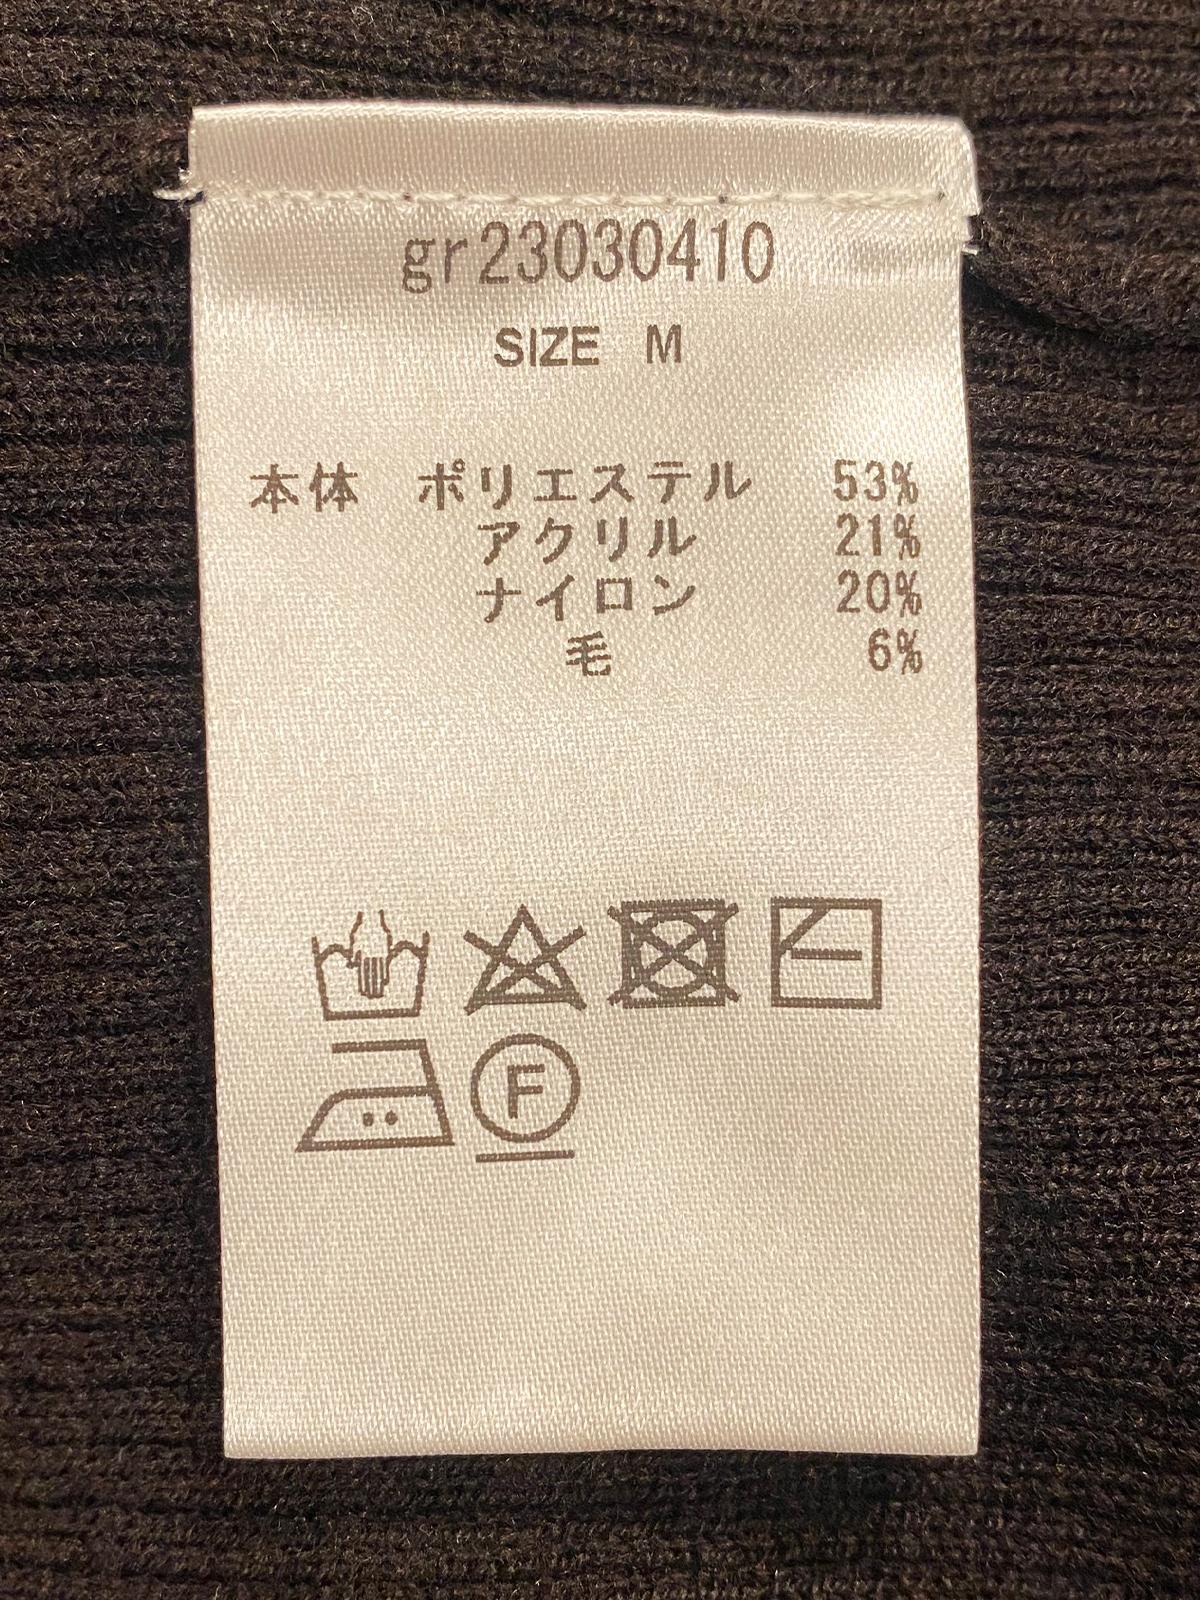 gr23030410
SIZE M
本体 ポリエステル 53%
アクリル 21%
ナイロン 20%
毛 6%
F